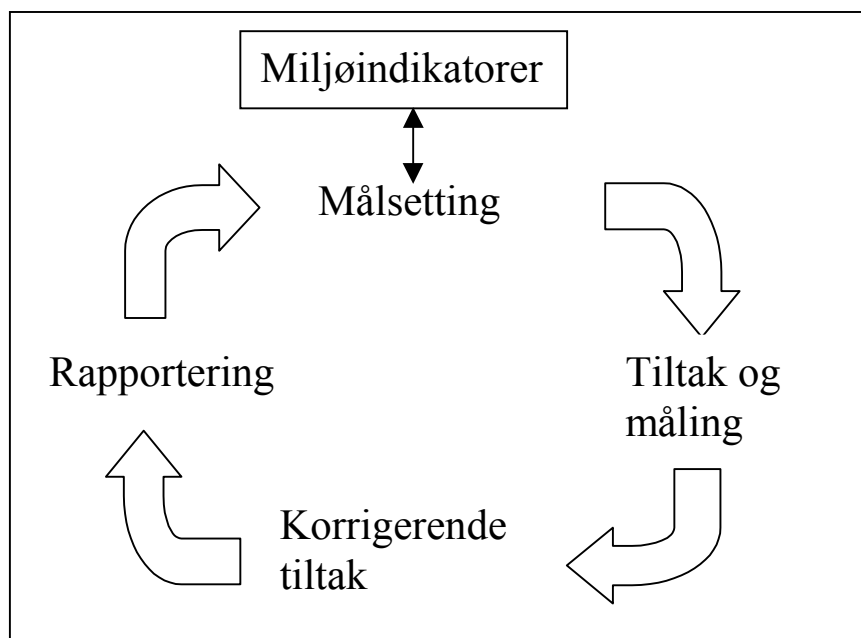 Miljøindikatorer
Målsetting
Rapportering
Tiltak og
måling
Korrigerende
tiltak